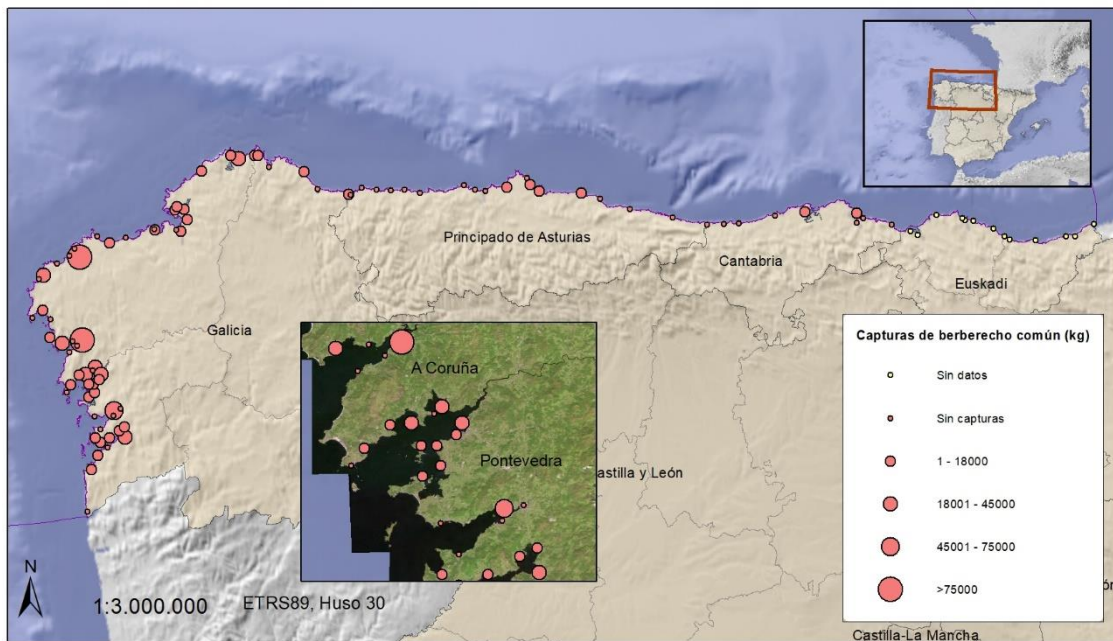 Principado de Asturias
Cantabria
Euskadi
Galicia
A Coruña
Pontevedra
astilla y León
Capturas de berberecho común (kg)
Sin datos
Sin capturas
1 - 18000
18001 - 45000
45001 - 75000
>75000
N
1:3.000.000
ETRS89, Huso 30
Castilla-La Mancha
ón